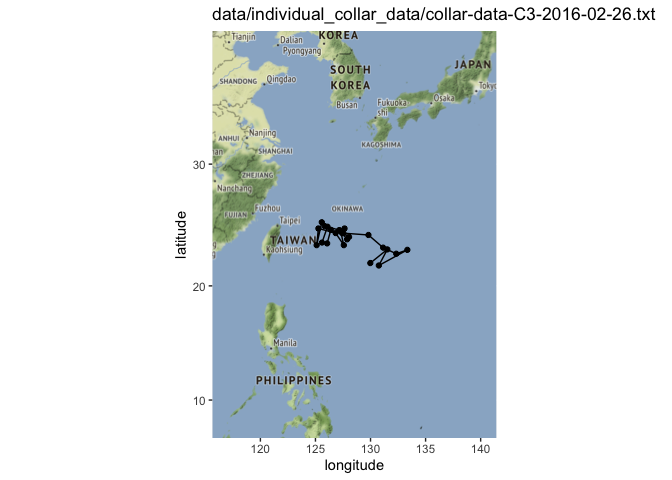 data/individual_collar_data/collar-data-C3-2016-02-26.txt
Tianjin
Dalian
KOREA
Pyongyang
SHANDONG
Qingdao
SOUTH
KOREA
JAPAN
Busan
Fukuoka
shi
Osaka
Tokyo
KAGOSHIMA
Nanjing
ANHUI
SHANGHAI
an
ZHEJIANG
Nanchang
FUJIAN
Fuzhou
OKINAWA
Taipei
TAIWAN
Kaohsiung
g
Manila
PHILIPPINES
30
20
10
latitude
120
125
130
135
140
longitude